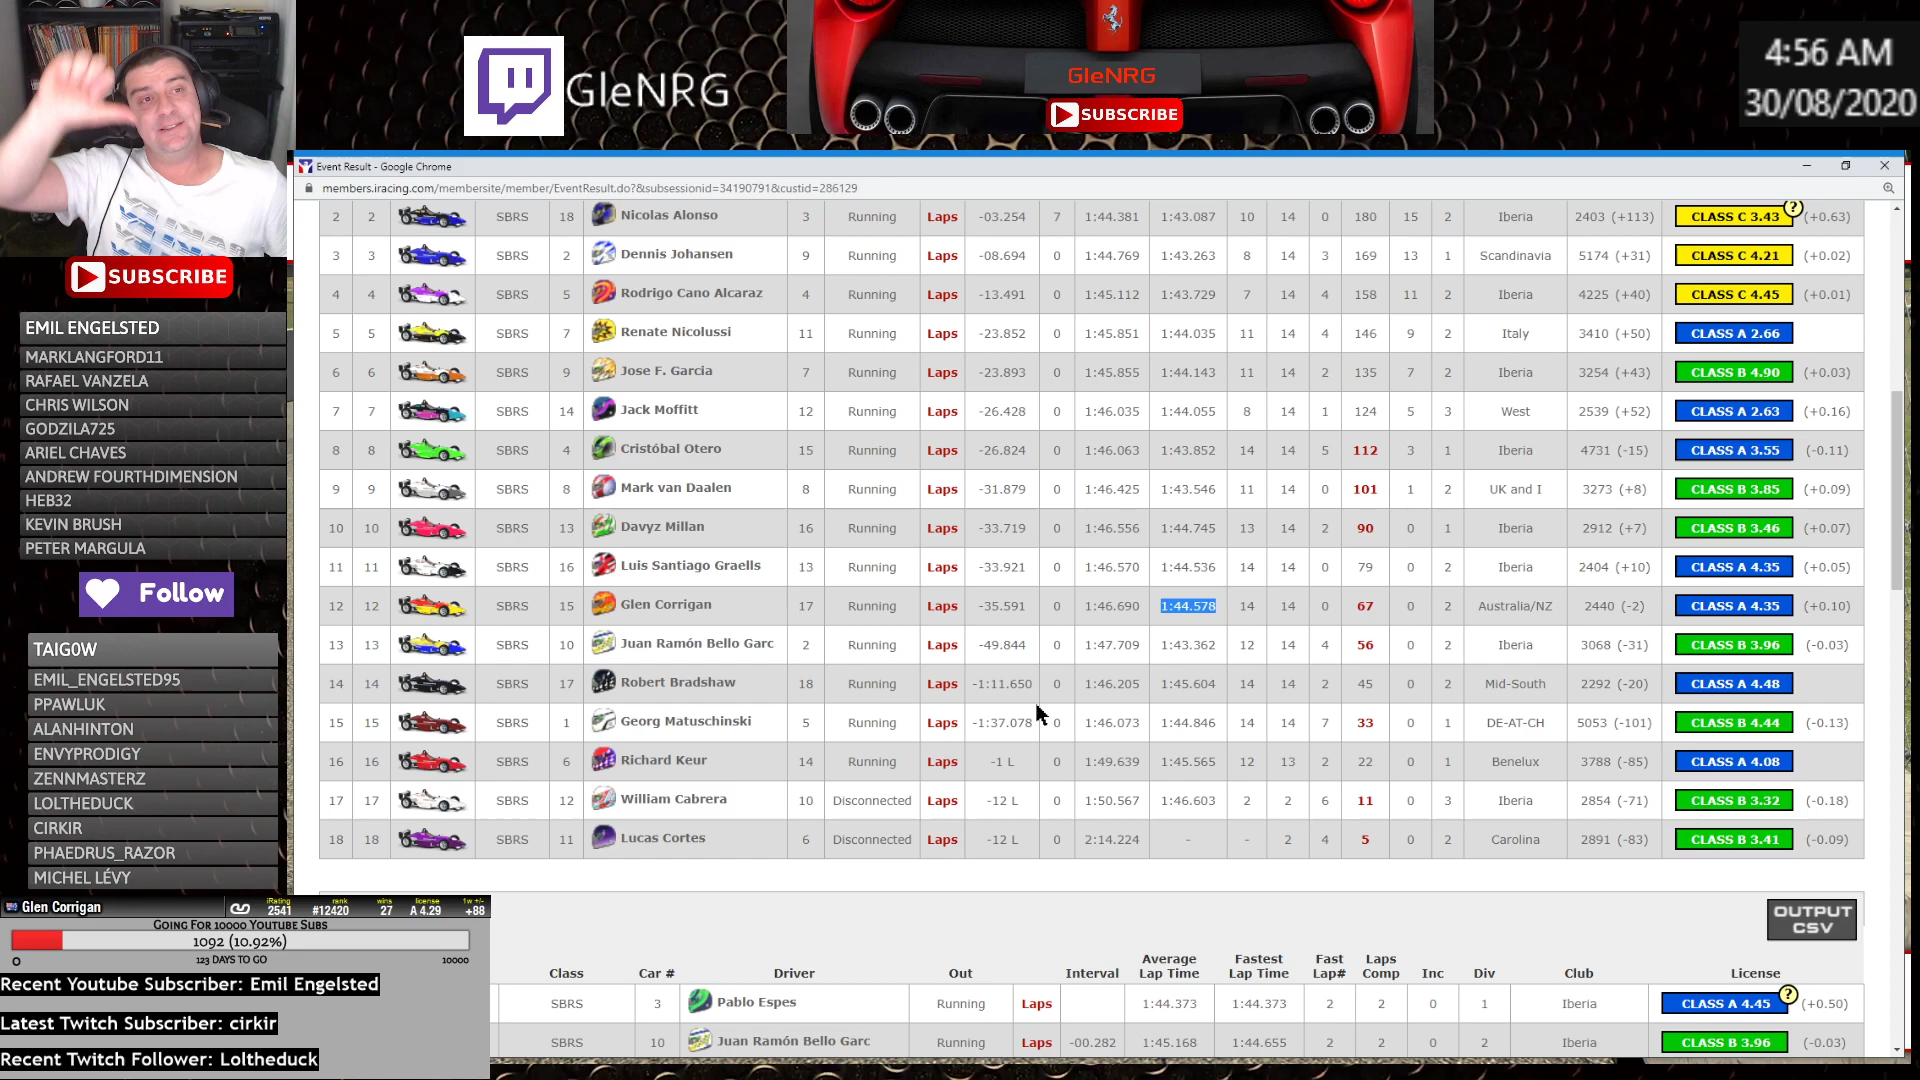 GleNRG
GleNRG
SUBSCRIBE
4:56 AM
30/08/2020
Event Result - Google Chrome
members.iracing.com/membersite/member/EventResult.do?&subsessionid=34190791&custid=286129
2 2 SBRS 18 Nicolas Alonso 3 Running Laps -03.254 7 1:44.381 1:43.087 10 14 0 180 15 2 Iberia 2403 (+113) CLASS C 3.43 ? (+0.63)
3 3 SBRS 2 Dennis Johansen 9 Running Laps -08.694 0 1:44.769 1:43.263 8 14 3 169 13 1 Scandinavia 5174 (+31) CLASS C 4.21 (+0.02)
4 4 SBRS 5 Rodrigo Cano Alcaraz 4 Running Laps -13.491 0 1:45.112 1:43.729 7 14 4 158 11 2 Iberia 4225 (+40) CLASS C 4.45 (+0.01)
5 5 SBRS 7 Renate Nicolussi 11 Running Laps -23.852 0 1:45.851 1:44.035 11 14 4 146 9 2 Italy 3410 (+50) CLASS A 2.66
6 6 SBRS 9 Jose F. Garcia 7 Running Laps -23.893 0 1:45.855 1:44.143 11 14 2 135 7 2 Iberia 3254 (+43) CLASS B 4.90 (+0.03)
7 7 SBRS 14 Jack Moffitt 12 Running Laps -26.428 0 1:46.035 1:44.055 8 14 1 124 5 3 West 2539 (+52) CLASS A 2.63 (+0.16)
8 8 SBRS 4 Cristóbal Otero 15 Running Laps -26.824 0 1:46.063 1:43.852 14 14 5 112 3 1 Iberia 4731 (-15) CLASS A 3.55 (-0.11)
9 9 SBRS 8 Mark van Daalen 8 Running Laps -31.879 0 1:46.425 1:43.546 11 14 0 101 1 2 UK and I 3273 (+8) CLASS B 3.85 (+0.09)
10 10 SBRS 13 Davyz Millan 16 Running Laps -33.719 0 1:46.556 1:44.745 13 14 2 90 0 1 Iberia 2912 (+7) CLASS B 3.46 (+0.07)
11 11 SBRS 16 Luis Santiago Graells 13 Running Laps -33.921 0 1:46.570 1:44.536 14 14 0 79 0 2 Iberia 2404 (+10) CLASS A 4.35 (+0.05)
12 12 SBRS 15 Glen Corrigan 17 Running Laps -35.591 0 1:46.690 1:44.578 14 14 0 67 0 2 Australia/NZ 2440 (-2) CLASS A 4.35 (+0.10)
13 13 SBRS 10 Juan Ramón Bello Garc 2 Running Laps -49.844 0 1:47.709 1:43.362 12 14 4 56 0 2 Iberia 3068 (-31) CLASS B 3.96 (-0.03)
14 14 SBRS 17 Robert Bradshaw 18 Running Laps -1:11.650 0 1:46.205 1:45.604 14 14 2 45 0 2 Mid-South 2292 (-20) CLASS A 4.48
15 15 SBRS 1 Georg Matuschinski 5 Running Laps -1:37.078 0 1:46.073 1:44.846 14 14 7 33 0 1 DE-AT-CH 5053 (-101) CLASS B 4.44 (-0.13)
16 16 SBRS 6 Richard Keur 14 Running Laps -1 L 0 1:49.639 1:45.565 12 13 2 22 0 1 Benelux 3788 (-85) CLASS A 4.08
17 17 SBRS 12 William Cabrera 10 Disconnected Laps -12 L 0 1:50.567 1:46.603 2 2 6 11 0 3 Iberia 2854 (-71) CLASS B 3.32 (-0.18)
18 18 SBRS 11 Lucas Cortes 6 Disconnected Laps -12 L 0 2:14.224 - - 2 4 5 0 2 Carolina 2891 (-83) CLASS B 3.41 (-0.09)
OUTPUT
CSV
Class Car # Driver Out Interval Average Lap Time Fastest Lap Time Fast Lap# Laps Comp Inc Div Club License
SBRS 3 Pablo Espes Running Laps 1:44.373 1:44.373 2 2 0 1 Iberia CLASS A 4.45 ? (+0.50)
SBRS 10 Juan Ramón Bello Garc Running Laps -00.282 1:45.168 1:44.655 2 2 0 2 Iberia CLASS B 3.96 (-0.03)
SUBSCRIBE
EMIL ENGELSTED
MARKLANGFORD11
RAFAEL VANZELA
CHRIS WILSON
GODZILA725
ARIEL CHAVES
ANDREW FOURTHDIMENSION
HEB32
KEVIN BRUSH
PETER MARGULA
Follow
TAIG0W
EMIL_ENGELSTED95
PPAWLUK
ALANHINTON
ENVYPRODIGY
ZENNMASTERZ
LOLTHEDUCK
CIRKIR
PHAEDRUS_RAZOR
MICHEL LÉVY
Glen Corrigan
iRating rank wins license 1w +/-
2541 #12420 27 A 4.29 +88
GOING FOR 10000 YOUTUBE SUBS
1092 (10.92%)
0 123 DAYS TO GO 10000
Recent Youtube Subscriber: Emil Engelsted
Latest Twitch Subscriber: cirkir
Recent Twitch Follower: Loltheduck